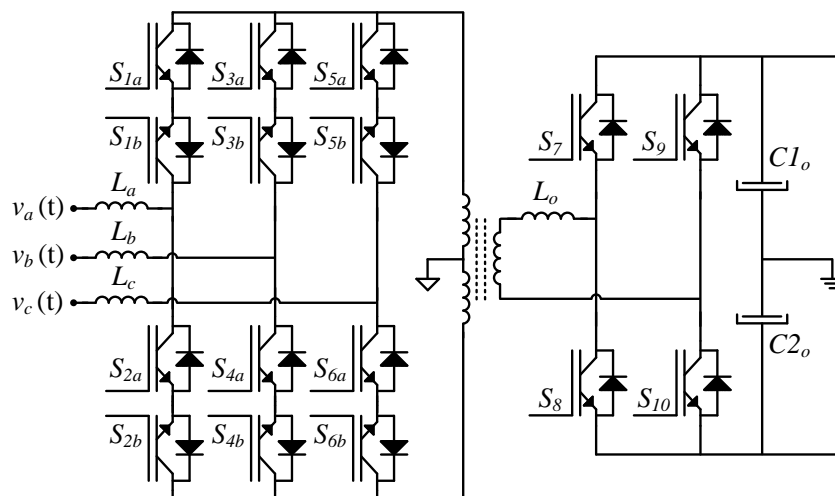 S1a
S3a
S5a
S7
S9
S1b
S3b
S5b
C1o
La
Lo
va (t)
Lb
vb (t)
Lc
vc (t)
C2o
S2a
S4a
S6a
S8
S10
S2b
S4b
S6b